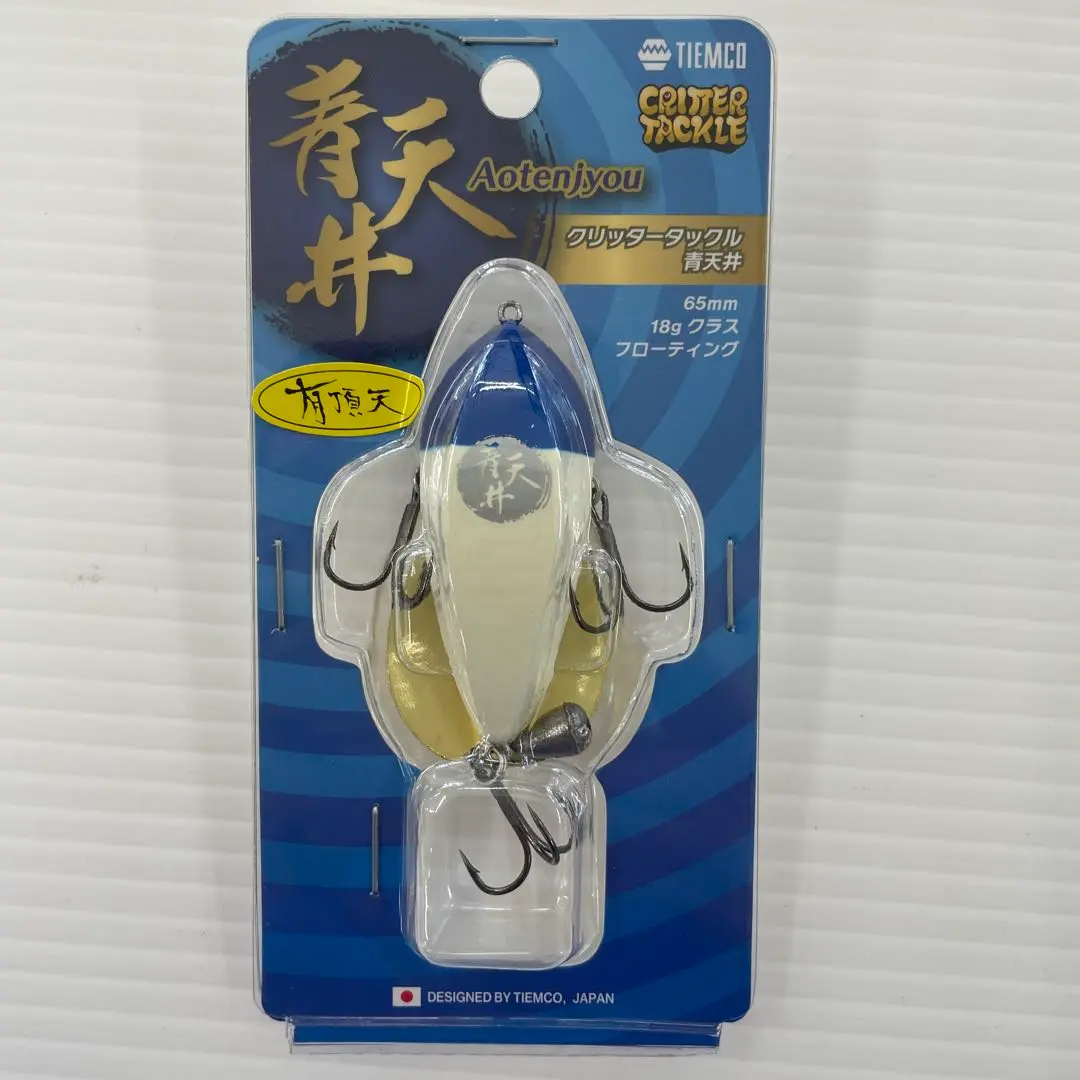 青天井
Aotenjyou
TIEMCO
CRITTER
TACKLE
クリッタータックル
青天井
65mm
18g クラス
フローティング
有頂天
青天井
DESIGNED BY TIEMCO, JAPAN